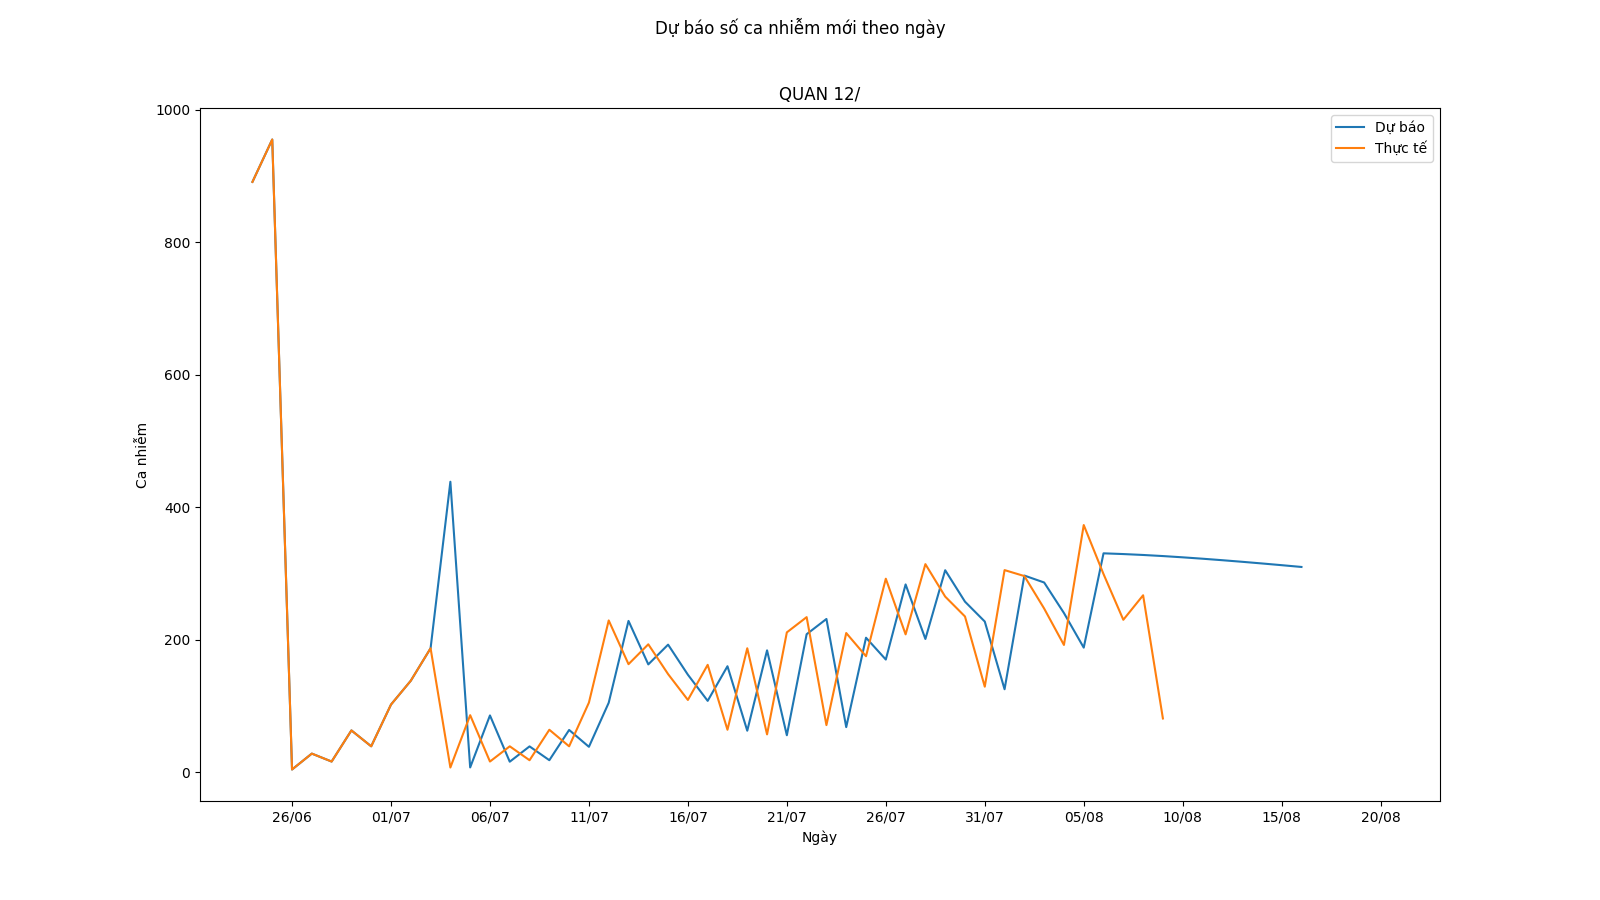 Dự báo số ca nhiễm mới theo ngày
QUAN 12/
Dự báo
Thực tế
Ca nhiễm
1000
800
600
400
200
0
26/06 01/07 06/07 11/07 16/07 21/07 26/07 31/07 05/08 10/08 15/08 20/08
Ngày